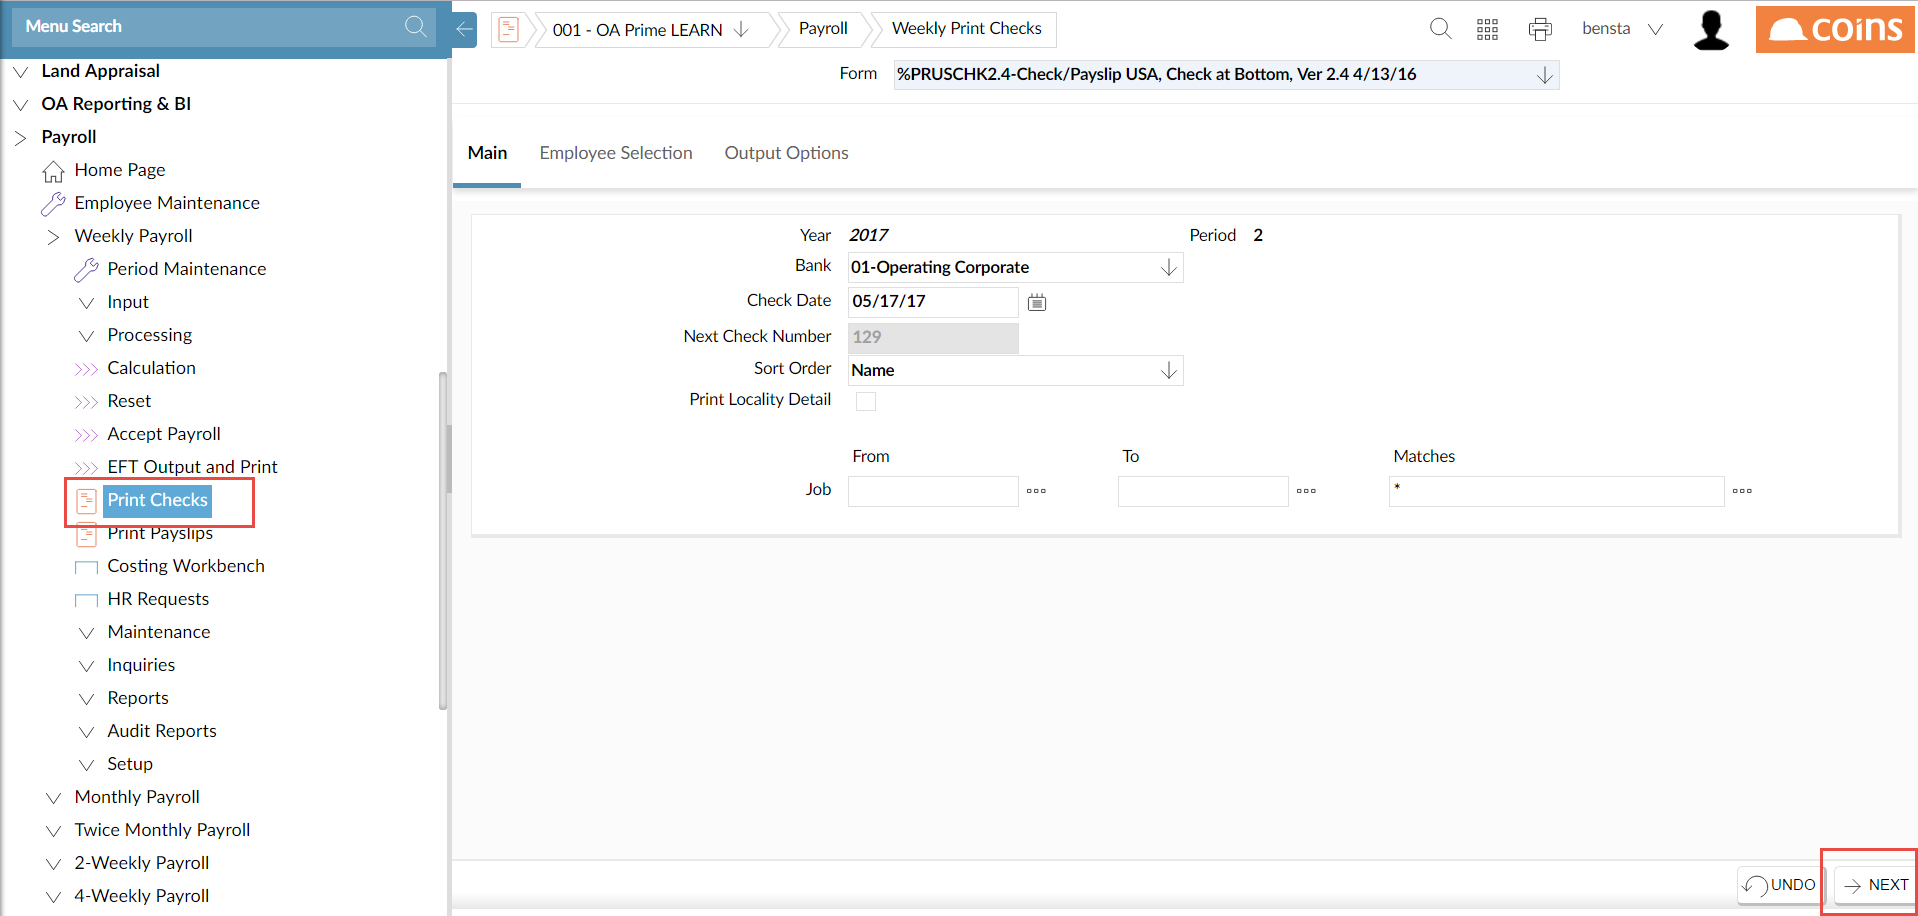 Menu Search
Land Appraisal
OA Reporting & BI
Payroll
Home Page
Employee Maintenance
Weekly Payroll
Period Maintenance
Input
Processing
Calculation
Reset
Accept Payroll
EFT Output and Print
Print Checks
Print Payslips
Costing Workbench
HR Requests
Maintenance
Inquiries
Reports
Audit Reports
Setup
Monthly Payroll
Twice Monthly Payroll
2-Weekly Payroll
4-Weekly Payroll
001 - OA Prime LEARN Payroll Weekly Print Checks
bensta
coins
Form %PRUSCHK2.4-Check/Payslip USA, Check at Bottom, Ver 2.4 4/13/16
Main Employee Selection Output Options
Year 2017 Period 2
Bank 01-Operating Corporate
Check Date 05/17/17
Next Check Number 129
Sort Order Name
Print Locality Detail
From To Matches
Job *
UNDO NEXT